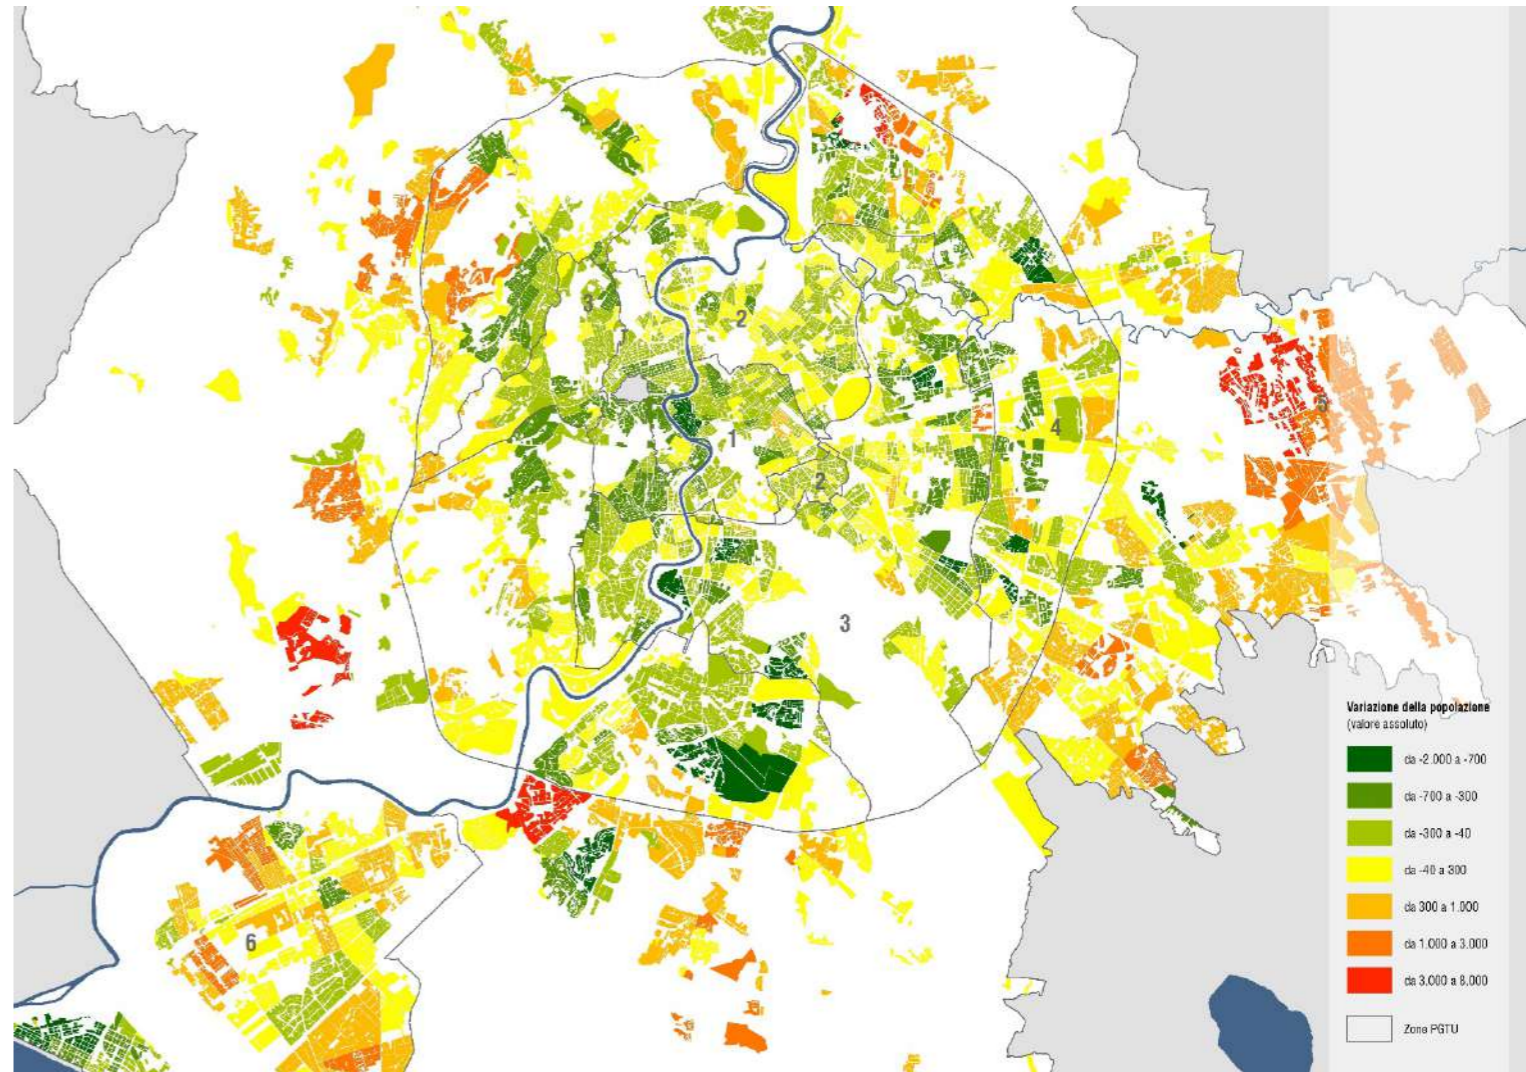 3
2
5
1
4
2
3
6
Variazione della popolazione
(valore assoluto)
da -2.000 a -700
da -700 a -300
da -300 a -40
da -40 a 300
da 300 a 1.000
da 1.000 a 3.000
da 3.000 a 8.000
Zone PGTU